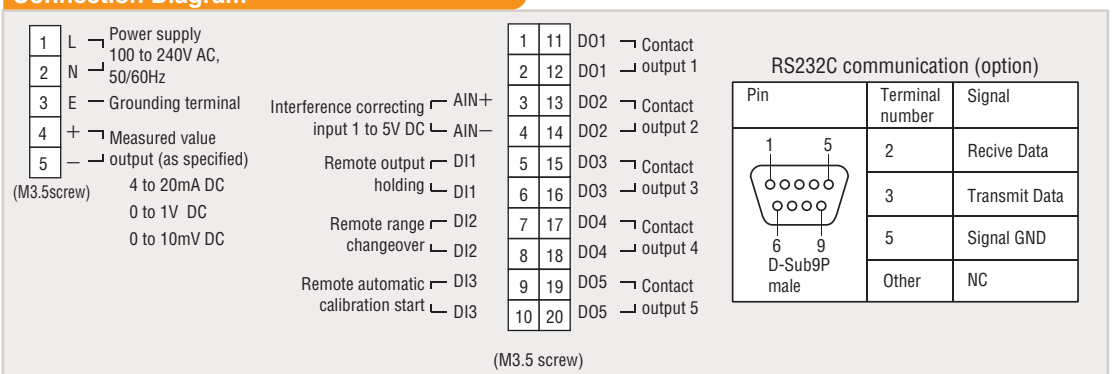 Connection Diagram
1 L Power supply
100 to 240V AC,
2 N 50/60Hz
3 E Grounding terminal
4 + Measured value
5 − output (as specified)
(M3.5screw)
4 to 20mA DC
0 to 1V DC
0 to 10mV DC
Interference correcting AIN+
input 1 to 5V DC AIN−
Remote output DI1
holding DI1
Remote range DI2
changeover DI2
Remote automatic DI3
calibration start DI3
1 11 DO1 Contact
2 12 DO1 output 1
3 13 DO2 Contact
4 14 DO2 output 2
5 15 DO3 Contact
6 16 DO3 output 3
7 17 DO4 Contact
8 18 DO4 output 4
9 19 DO5 Contact
10 20 DO5 output 5
(M3.5 screw)
RS232C communication (option)
Pin Terminal number Signal
1 5
6 9
D-Sub9P
male
2 Recive Data
3 Transmit Data
5 Signal GND
Other NC